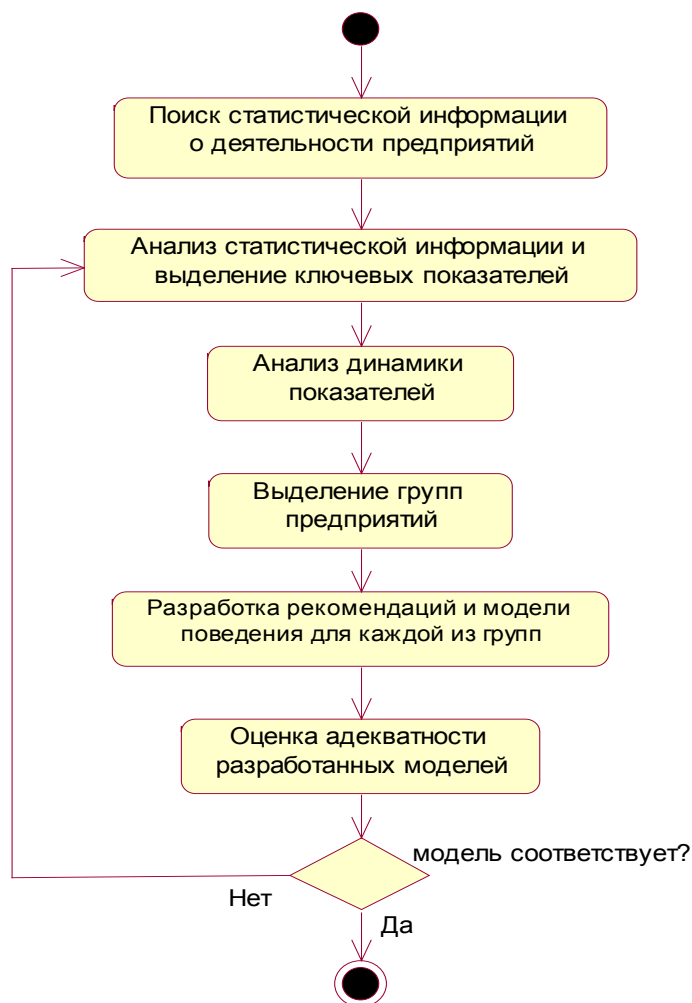 Поиск статистической информации
о деятельности предприятий
Анализ статистической информации и
выделение ключевых показателей
Анализ динамики
показателей
Выделение групп
предприятий
Разработка рекомендаций и модели
поведения для каждой из групп
Оценка адекватности
разработанных моделей
модель соответствует?
Нет
Да